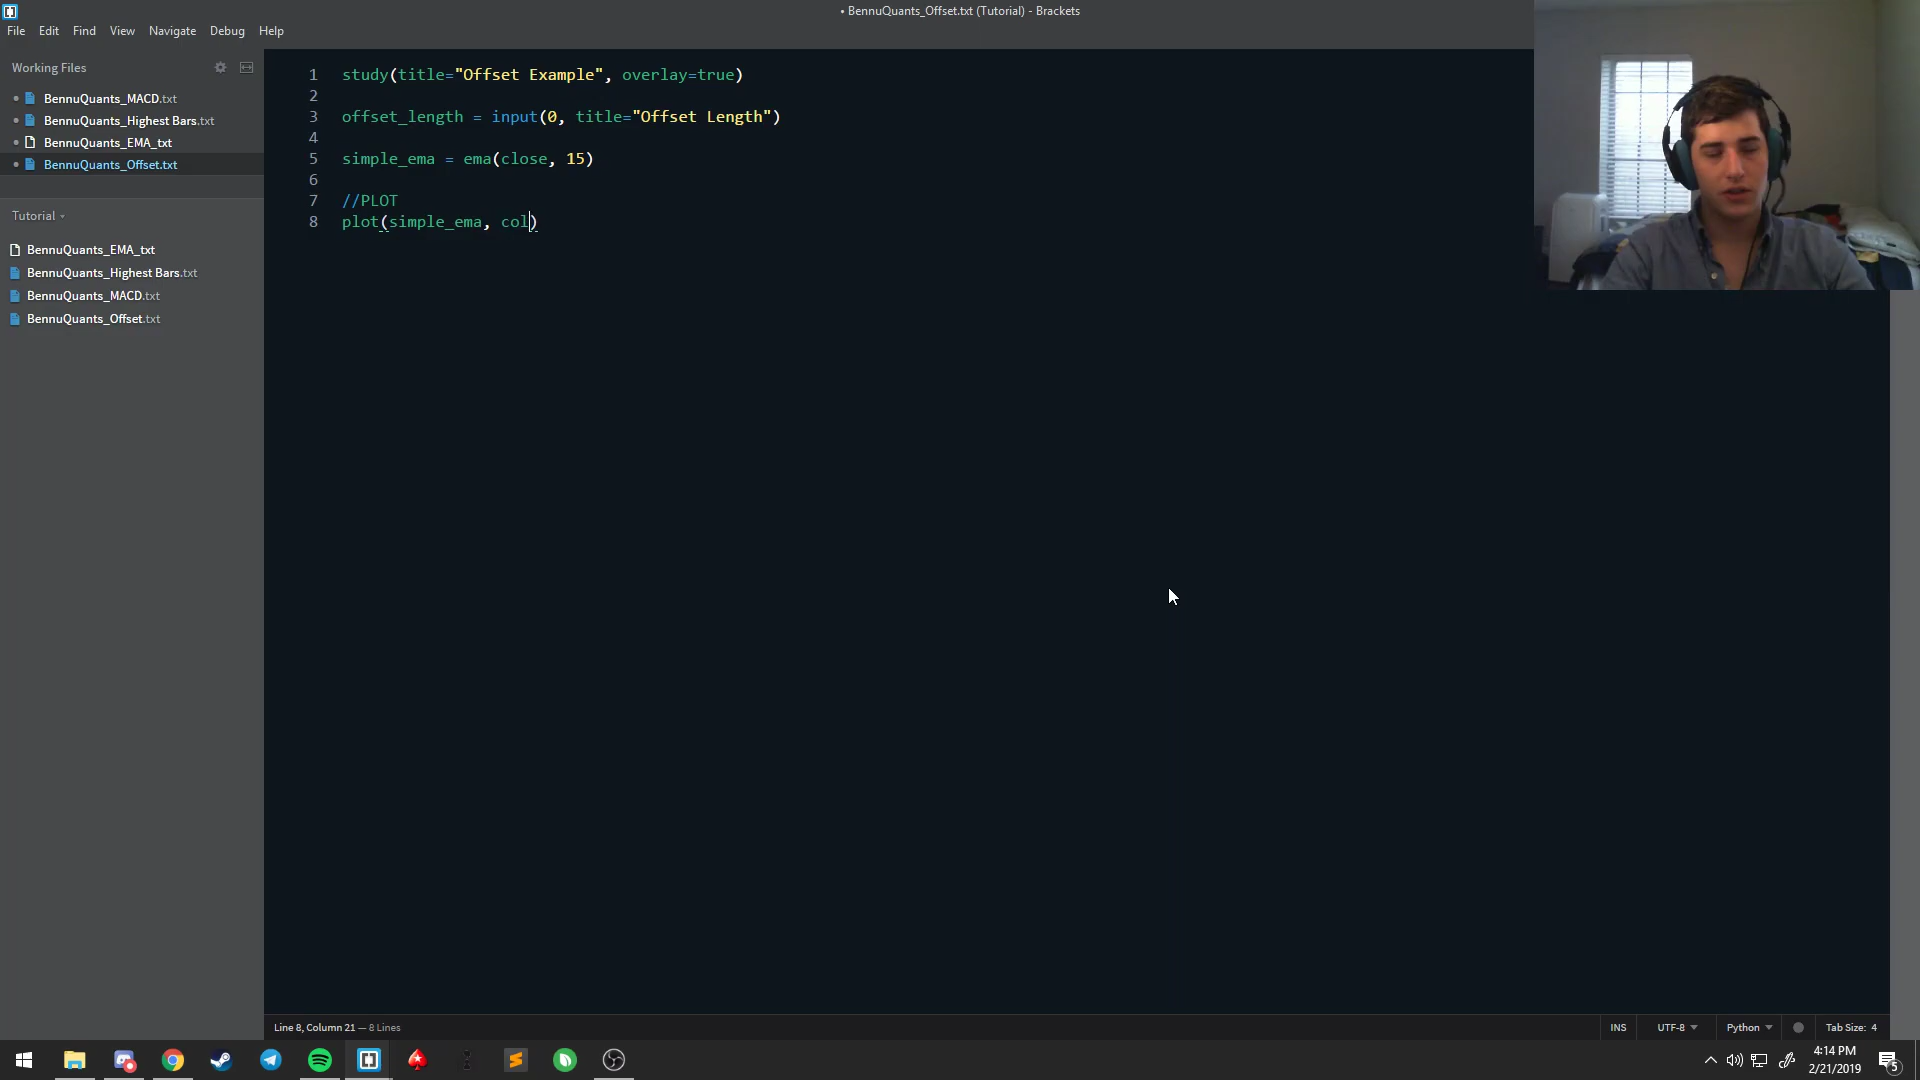 • BennuQuants_Offset.txt (Tutorial) - Brackets
File Edit Find View Navigate Debug Help
Working Files
• BennuQuants_MACD.txt
• BennuQuants_Highest Bars.txt
• BennuQuants_EMA_txt
• BennuQuants_Offset.txt
Tutorial
BennuQuants_EMA_txt
BennuQuants_Highest Bars.txt
BennuQuants_MACD.txt
BennuQuants_Offset.txt
1 study(title="Offset Example", overlay=true)
2
3 offset_length = input(0, title="Offset Length")
4
5 simple_ema = ema(close, 15)
6
7 //PLOT
8 plot(simple_ema, col)
Line 8, Column 21 — 8 Lines
INS UTF-8 Python Tab Size: 4
4:14 PM
2/21/2019
5